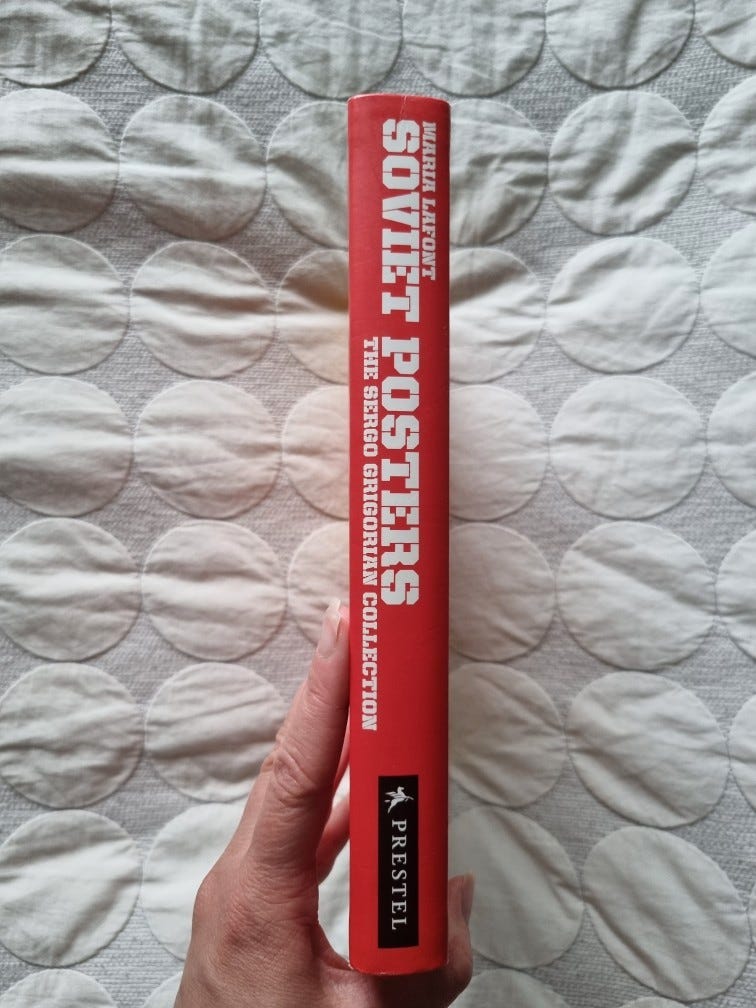 MARIA LAFONT
SOVIET POSTERS
THE SERGO GRIGORIAN COLLECTION
PRESTEL